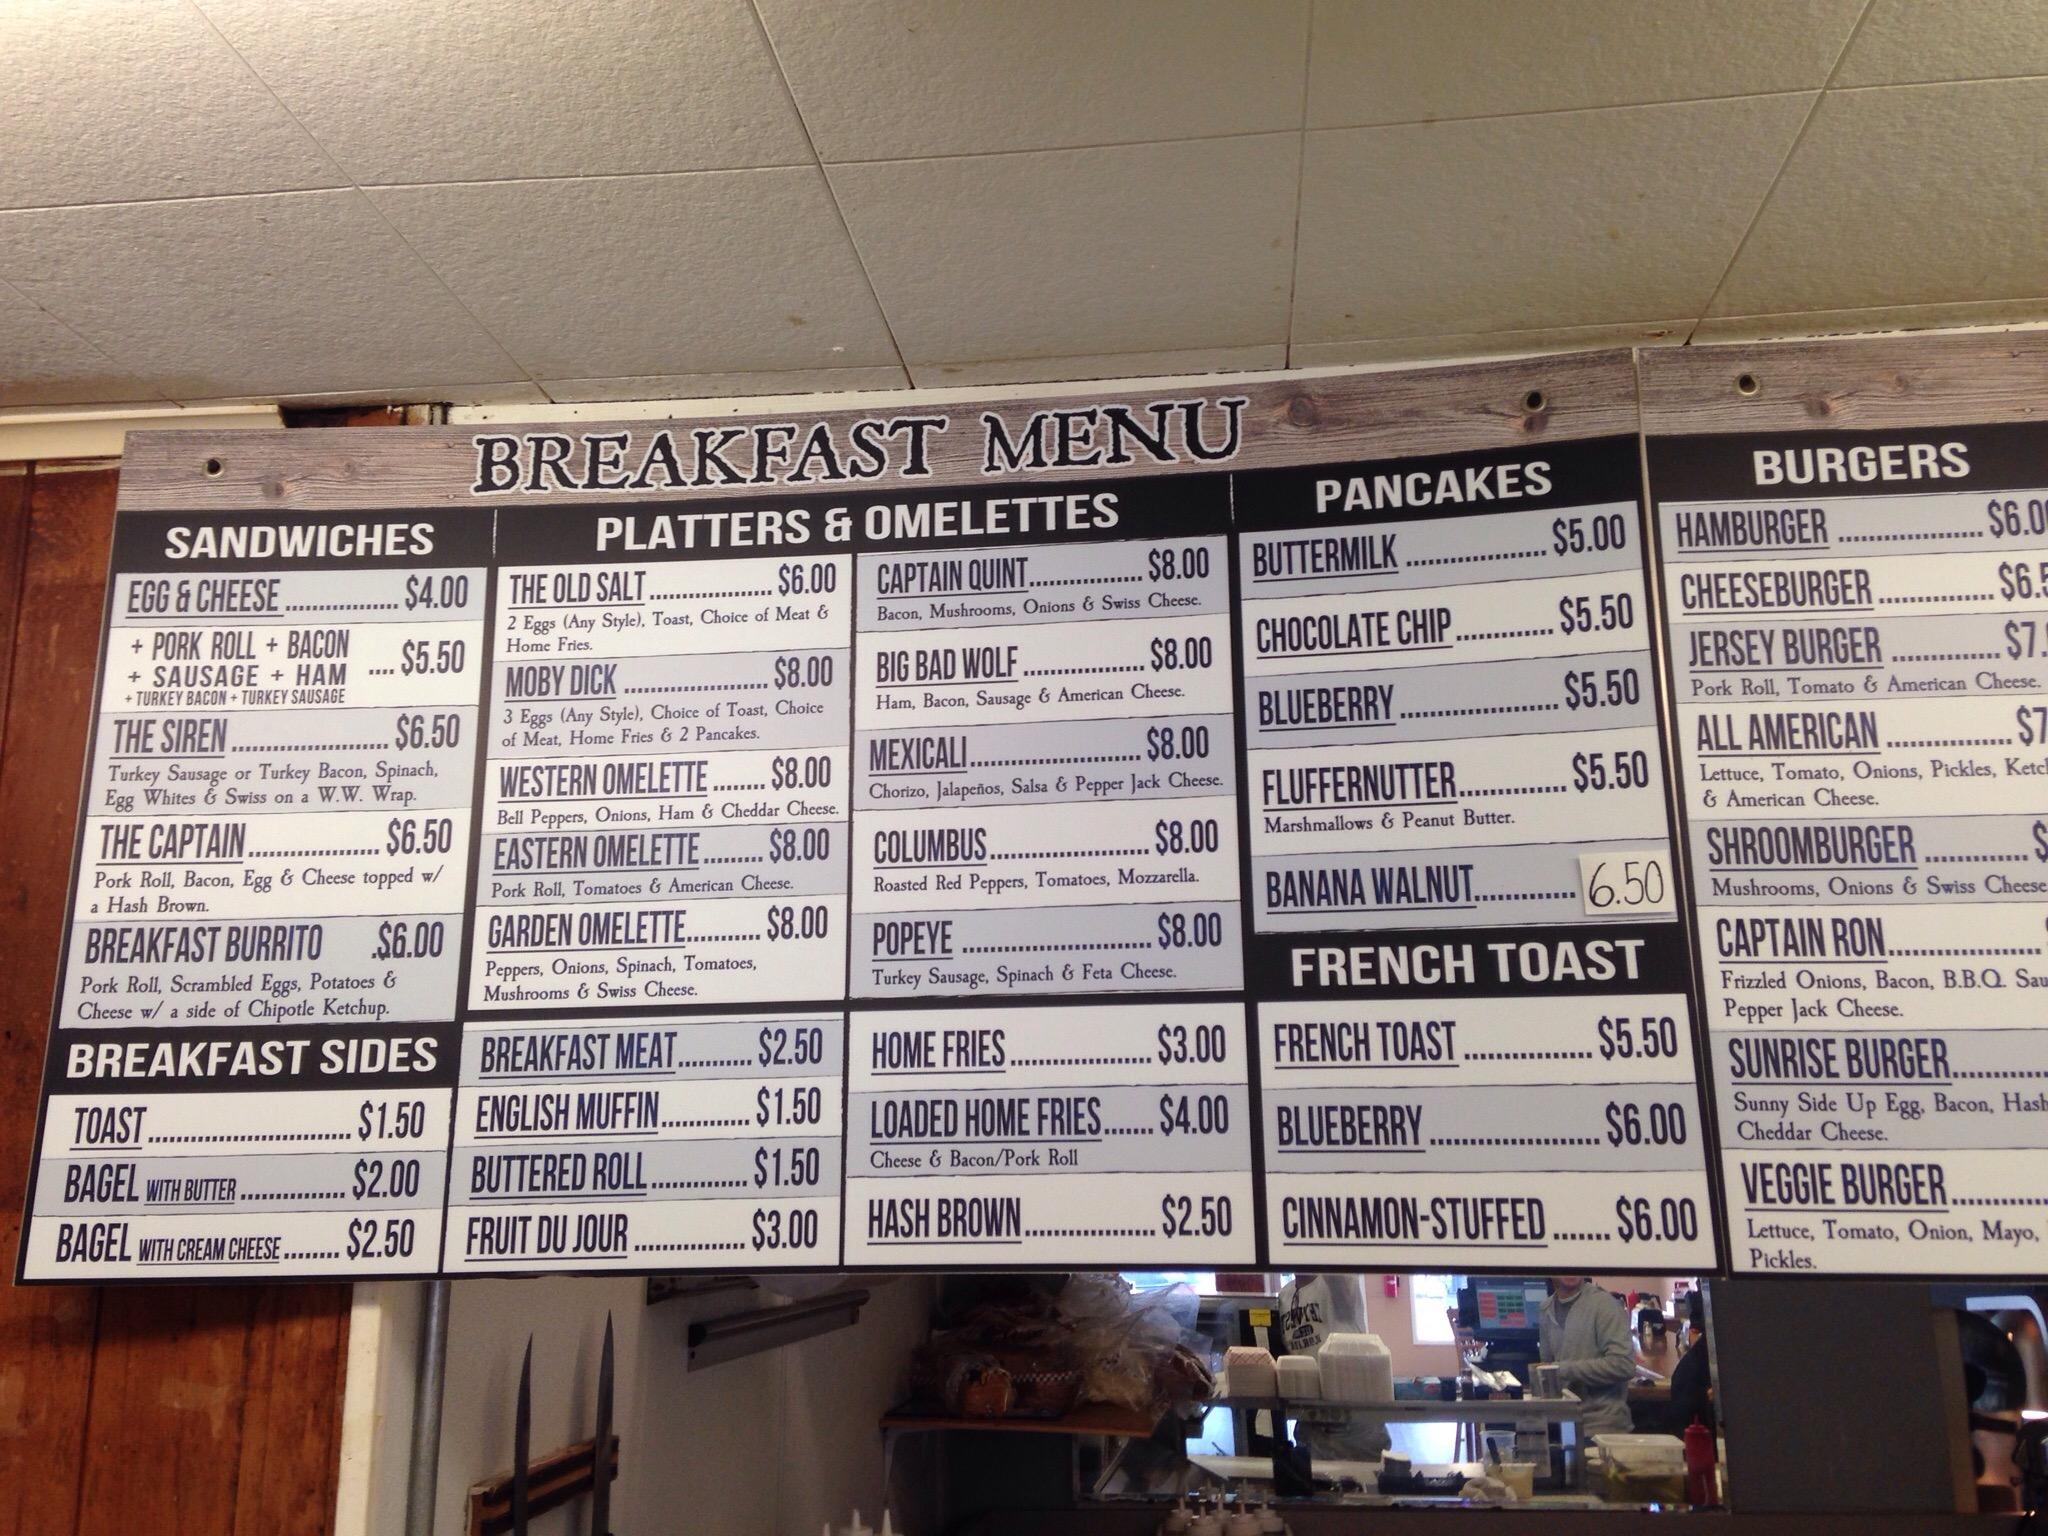 BREAKFAST MENU
SANDWICHES
EGG & CHEESE ................. $4.00
+ PORK ROLL + BACON
+ SAUSAGE + HAM .... $5.50
+ TURKEY BACON + TURKEY SAUSAGE
THE SIREN ....................... $6.50
Turkey Sausage or Turkey Bacon, Spinach,
Egg Whites & Swiss on a W.W. Wrap.
THE CAPTAIN .................... $6.50
Pork Roll, Bacon, Egg & Cheese topped w/
a Hash Brown.
BREAKFAST BURRITO .$6.00
Pork Roll, Scrambled Eggs, Potatoes &
Cheese w/ a side of Chipotle Ketchup.
PLATTERS & OMELETTES
THE OLD SALT ................... $6.00
2 Eggs (Any Style), Toast, Choice of Meat &
Home Fries.
MOBY DICK ...................... $8.00
3 Eggs (Any Style), Choice of Toast, Choice
of Meat, Home Fries & 2 Pancakes.
WESTERN OMELETTE ........ $8.00
Bell Peppers, Onions, Ham & Cheddar Cheese.
EASTERN OMELETTE ......... $8.00
Pork Roll, Tomatoes & American Cheese.
GARDEN OMELETTE ........... $8.00
Peppers, Onions, Spinach, Tomatoes,
Mushrooms & Swiss Cheese.
CAPTAIN QUINT ................. $8.00
Bacon, Mushrooms, Onions & Swiss Cheese.
BIG BAD WOLF ................... $8.00
Ham, Bacon, Sausage & American Cheese.
MEXICALI .......................... $8.00
Chorizo, Jalapeños, Salsa & Pepper Jack Cheese.
COLUMBUS ......................... $8.00
Roasted Red Peppers, Tomatoes, Mozzarella.
POPEYE ............................. $8.00
Turkey Sausage, Spinach & Feta Cheese.
BREAKFAST SIDES
TOAST ............................... $1.50
BAGEL WITH BUTTER ................ $2.00
BAGEL WITH CREAM CHEESE ........ $2.50
BREAKFAST MEAT ........... $2.50
ENGLISH MUFFIN ............. $1.50
BUTTERED ROLL .............. $1.50
FRUIT DU JOUR ................ $3.00
HOME FRIES ...................... $3.00
LOADED HOME FRIES ....... $4.00
Cheese & Bacon/Pork Roll
HASH BROWN .................... $2.50
PANCAKES
BUTTERMILK ..................... $5.00
CHOCOLATE CHIP .............. $5.50
BLUEBERRY ....................... $5.50
FLUFFERNUTTER ............... $5.50
Marshmallows & Peanut Butter.
BANANA WALNUT .............. 6.50
FRENCH TOAST
FRENCH TOAST .................. $5.50
BLUEBERRY ........................ $6.00
CINNAMON-STUFFED ....... $6.00
BURGERS
HAMBURGER ..................... $6.0
CHEESEBURGER ................ $6.5
JERSEY BURGER ............... $7.
Pork Roll, Tomato & American Cheese.
ALL AMERICAN ................. $7
Lettuce, Tomato, Onions, Pickles, Ketc
& American Cheese.
SHROOMBURGER ............. $
Mushrooms, Onions & Swiss Cheese
CAPTAIN RON ....................
Frizzled Onions, Bacon, B.B.Q. Sau
Pepper Jack Cheese.
SUNRISE BURGER ..............
Sunny Side Up Egg, Bacon, Hash
Cheddar Cheese.
VEGGIE BURGER ...............
Lettuce, Tomato, Onion, Mayo,
Pickles.